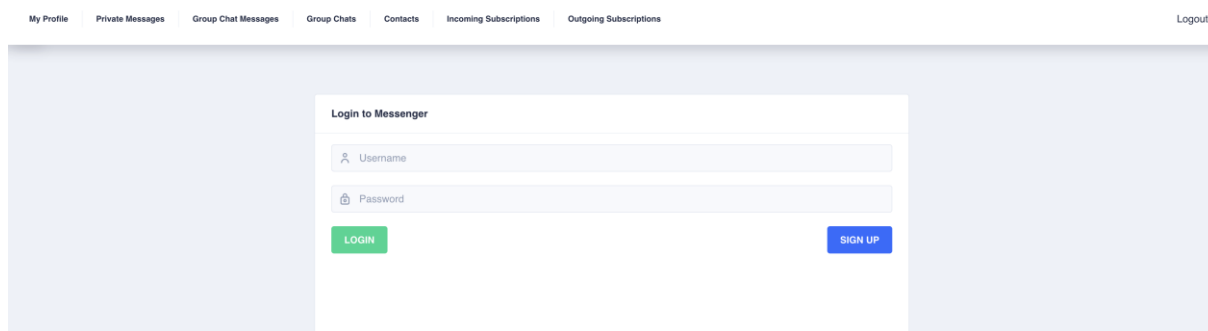 My Profile Private Messages Group Chat Messages Group Chats Contacts Incoming Subscriptions Outgoing Subscriptions Logout
Login to Messenger
Username
Password
LOGIN SIGN UP